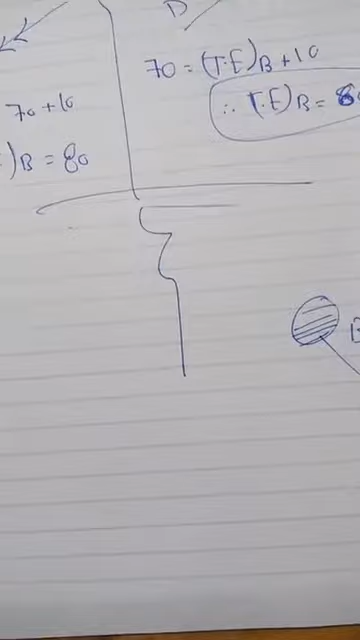 D
70 = (T.E)B + 10
∴ T.E)B = 80
70 + 10
)B = 80
B